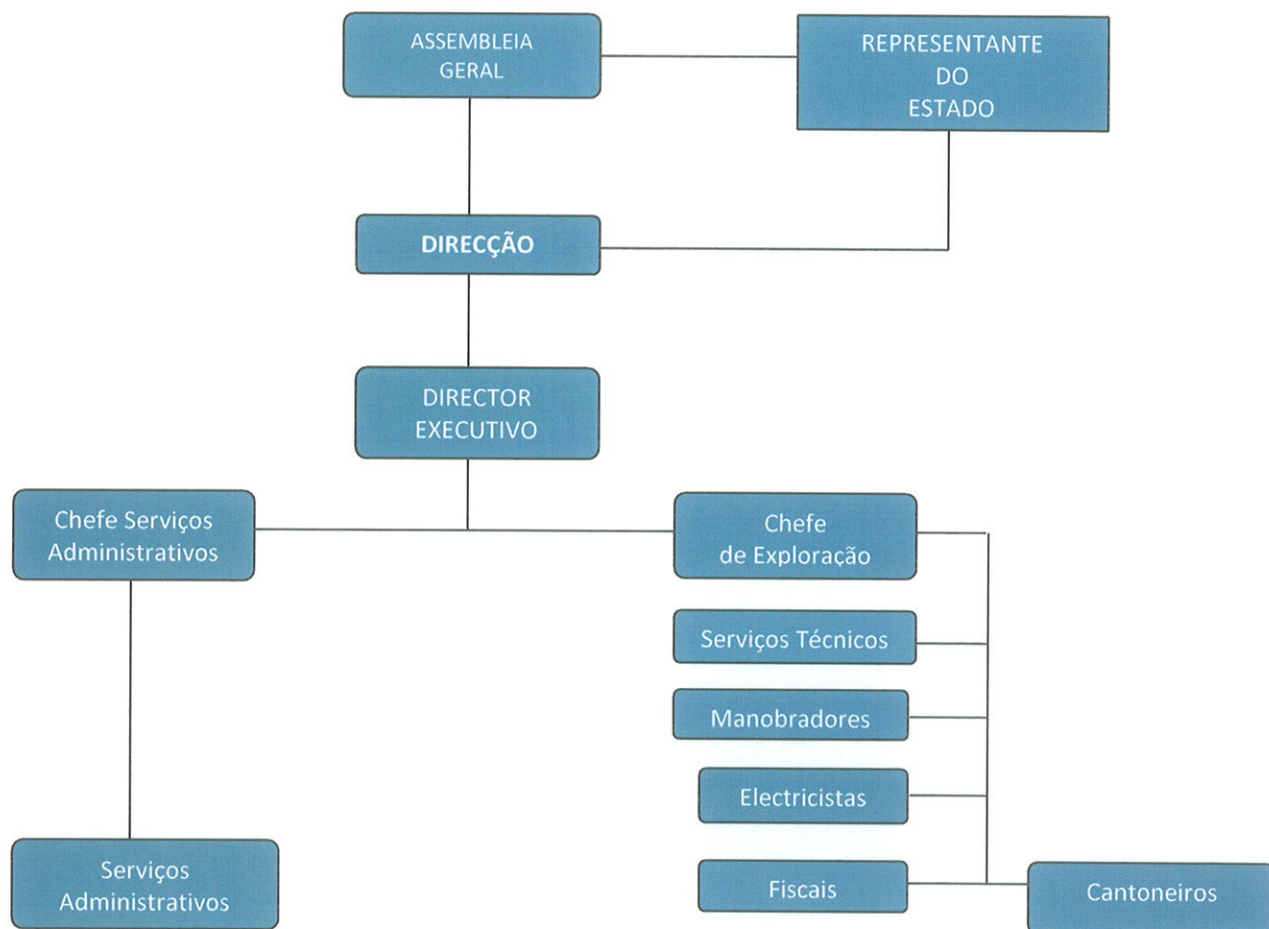 ASSEMBLEIA
GERAL
REPRESENTANTE
DO
ESTADO
DIRECÇÃO
DIRECTOR
EXECUTIVO
Chefe Serviços
Administrativos
Chefe
de Exploração
Serviços Técnicos
Manobradores
Electricistas
Serviços
Administrativos
Fiscais
Cantoneiros